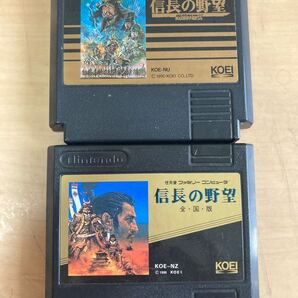 信長の野望
KOE-NU
© 1990 KOEI CO.,LTD
KOEI
Nintendo
任天堂 ファミリーコンピュータ
信長の野望
全・国・版
KOE-NZ
© 1988 KOEI
KOEI